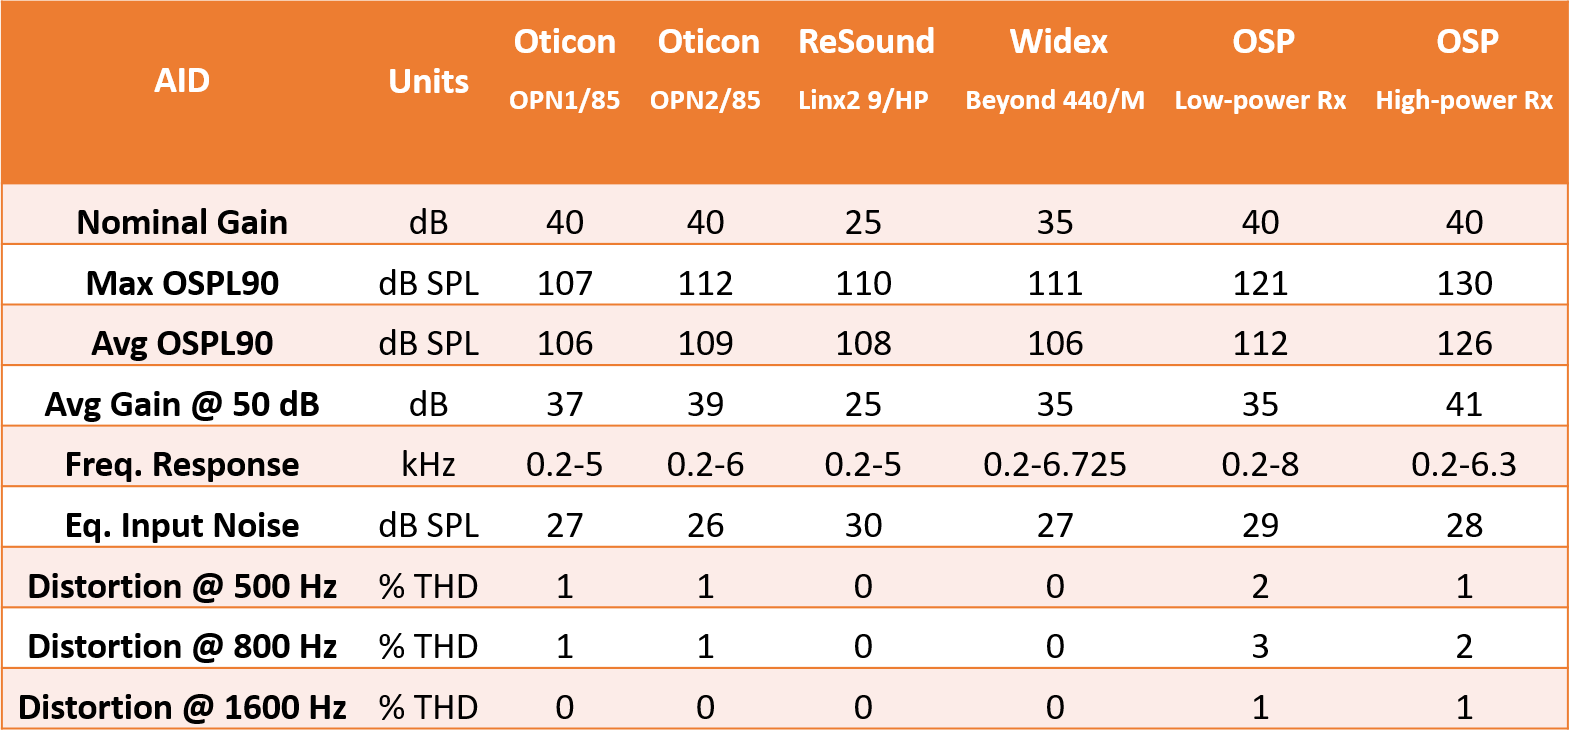 AID Units Oticon Oticon ReSound Widex OSP OSP
OPN1/85 OPN2/85 Linx2 9/HP Beyond 440/M Low-power Rx High-power Rx
Nominal Gain dB 40 40 25 35 40 40
Max OSPL90 dB SPL 107 112 110 111 121 130
Avg OSPL90 dB SPL 106 109 108 106 112 126
Avg Gain @ 50 dB dB 37 39 25 35 35 41
Freq. Response kHz 0.2-5 0.2-6 0.2-5 0.2-6.725 0.2-8 0.2-6.3
Eq. Input Noise dB SPL 27 26 30 27 29 28
Distortion @ 500 Hz % THD 1 1 0 0 2 1
Distortion @ 800 Hz % THD 1 1 0 0 3 2
Distortion @ 1600 Hz % THD 0 0 0 0 1 1